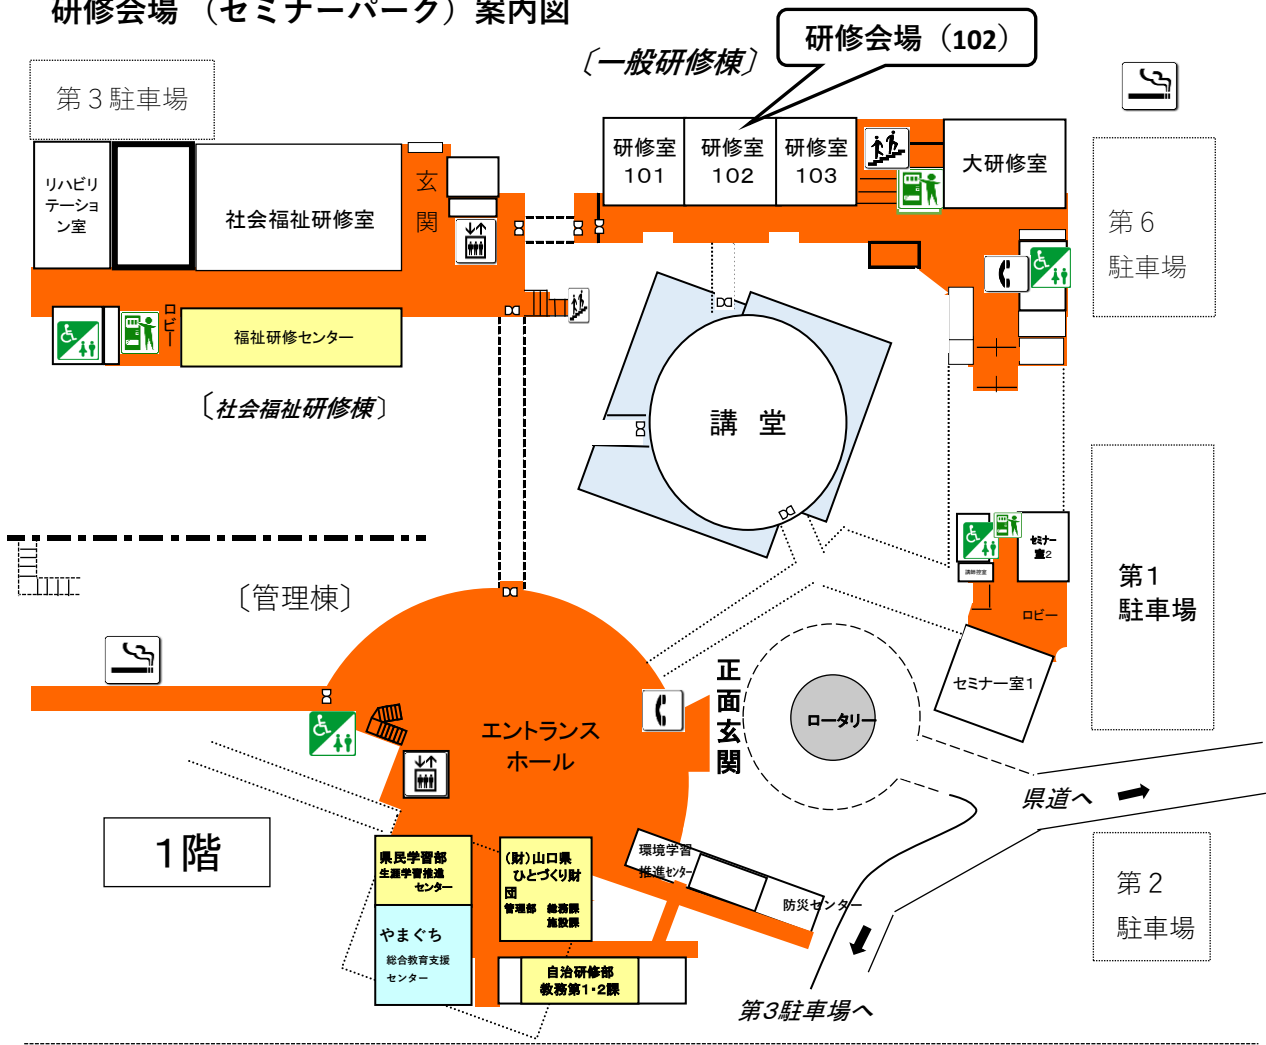 研修会場 （セミナーパーク）案内図
研修会場（102）
〔一般研修棟〕
第３駐車場
リハビリ
テーショ
ン室
社会福祉研修室
玄
関
研修室
101
研修室
102
研修室
103
大研修室
第６
駐車場
ロビー
福祉研修センター
〔社会福祉研修棟〕
講 堂
セミナー
室2
講師控室
ロビー
セミナー室1
第１
駐車場
〔管理棟〕
エントランス
ホール
正
面
玄
関
ロータリー
県道へ
1階
県民学習部
生涯学習推進
センター
(財)山口県
ひとづくり財
団
管理部 総務課
施設課
環境学習
推進センター
防災センター
第２
駐車場
やまぐち
総合教育支援
センター
自治研修部
教務第1・2課
第３駐車場へ